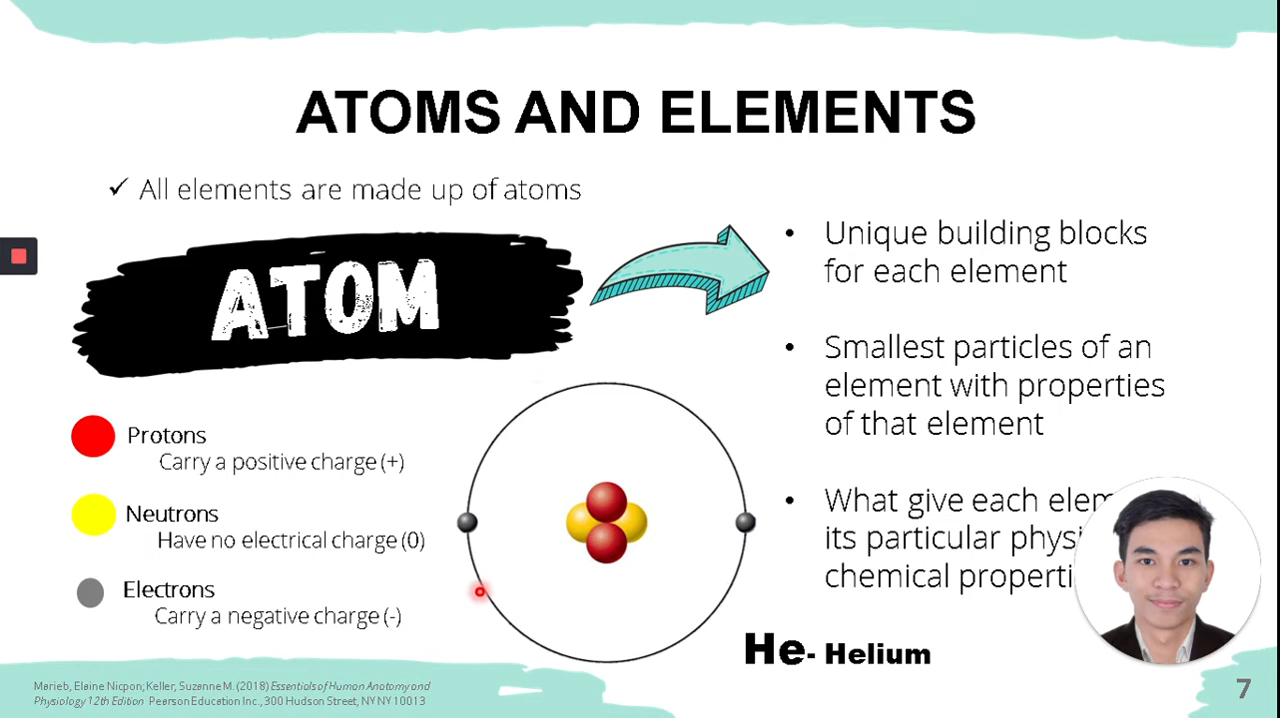 ATOMS AND ELEMENTS
✓ All elements are made up of atoms
ATOM
• Unique building blocks
for each element
• Smallest particles of an
element with properties
of that element
• What give each
its particular
chemical
Protons
Carry a positive charge (+)
Neutrons
Have no electrical charge (0)
Electrons
Carry a negative charge (-)
He- Helium
Marieb, Elaine Nicpon; Keller, Suzanne M. (2018) Essentials of Human Anatomy and
Physiology 12th Edition Pearson Education Inc., 300 Hudson Street, NY NY 10013
7